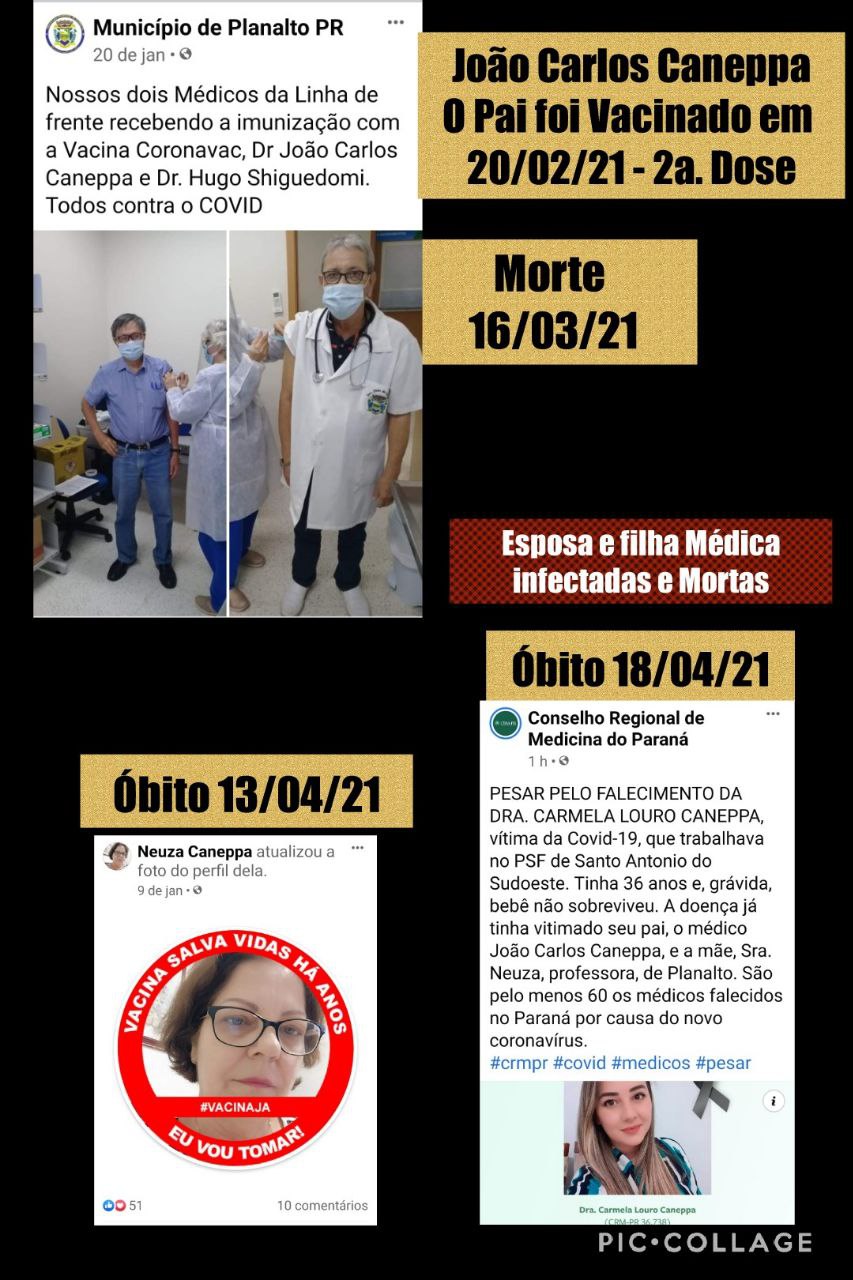 Município de Planalto PR
20 de jan
Nossos dois Médicos da Linha de
frente recebendo a imunização com
a Vacina Coronavac, Dr João Carlos
Caneppa e Dr. Hugo Shiguedomi.
Todos contra o COVID
João Carlos Caneppa
O Pai foi Vacinado em
20/02/21 - 2a. Dose
Morte
16/03/21
Esposa e filha Médica
infectadas e Mortas
Óbito 18/04/21
Conselho Regional de
Medicina do Paraná
1 h
PESAR PELO FALECIMENTO DA
DRA. CARMELA LOURO CANEPPA,
vítima da Covid-19, que trabalhava
no PSF de Santo Antonio do
Sudoeste. Tinha 36 anos e, grávida,
bebê não sobreviveu. A doença já
tinha vitimado seu pai, o médico
João Carlos Caneppa, e a mãe, Sra.
Neuza, professora, de Planalto. São
pelo menos 60 os médicos falecidos
no Paraná por causa do novo
coronavírus.
#crmpr #covid #medicos #pesar
Dra. Carmela Louro Caneppa
(CRM-PR 36.738)
Óbito 13/04/21
Neuza Caneppa atualizou a
foto do perfil dela.
9 de jan
VACINA SALVA VIDAS HÁ ANOS
#VACINAJA
EU VOU TOMAR!
51
10 comentários
PIC•COLLAGE